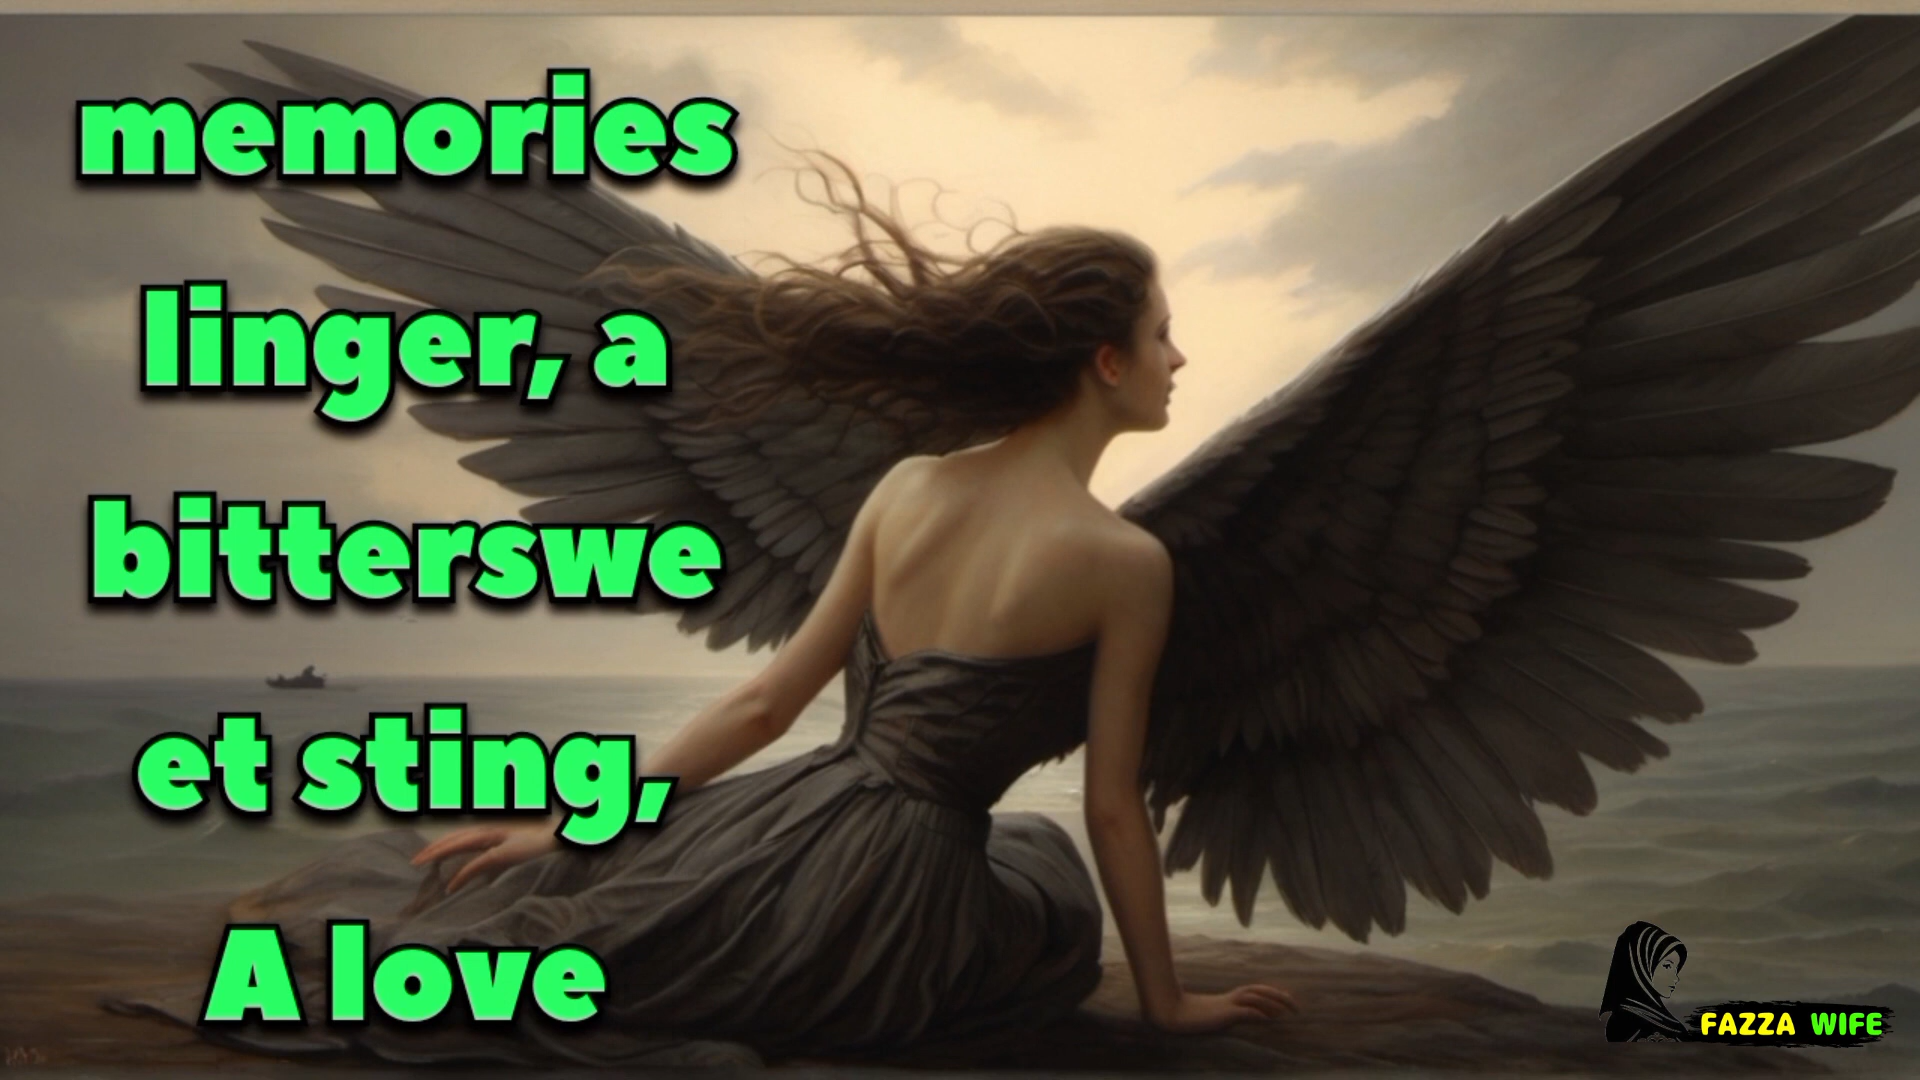 memories
linger, a
bitterswe
et sting,
A love
FAZZA WIFE